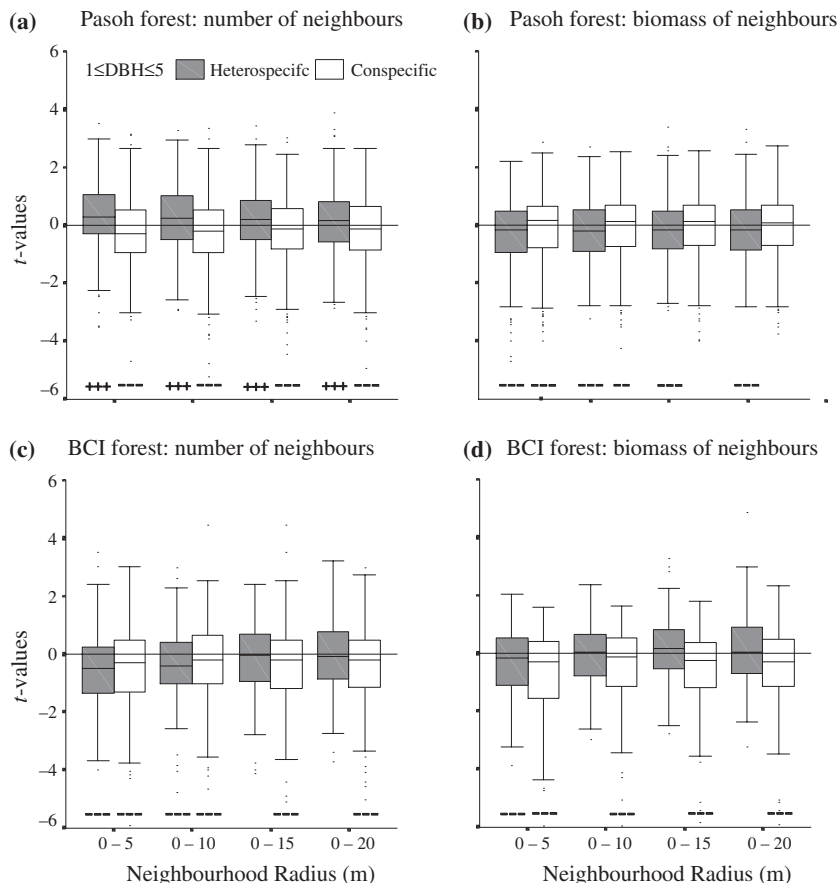 (a) Pasoh forest: number of neighbours
(b) Pasoh forest: biomass of neighbours
1≤DBH≤5 Heterospecifc Conspecific
6
4
2
0
−2
−4
−6
t-values
+++ --- +++ --- +++ --- +++ ---
--- --- --- --- --- ---
(c) BCI forest: number of neighbours
(d) BCI forest: biomass of neighbours
6
4
2
0
−2
−4
−6
t-values
--- --- --- --- ---
--- --- --- --- ---
0 – 5 0 – 10 0 – 15 0 – 20
0 – 5 0 – 10 0 – 15 0 – 20
Neighbourhood Radius (m)
Neighbourhood Radius (m)